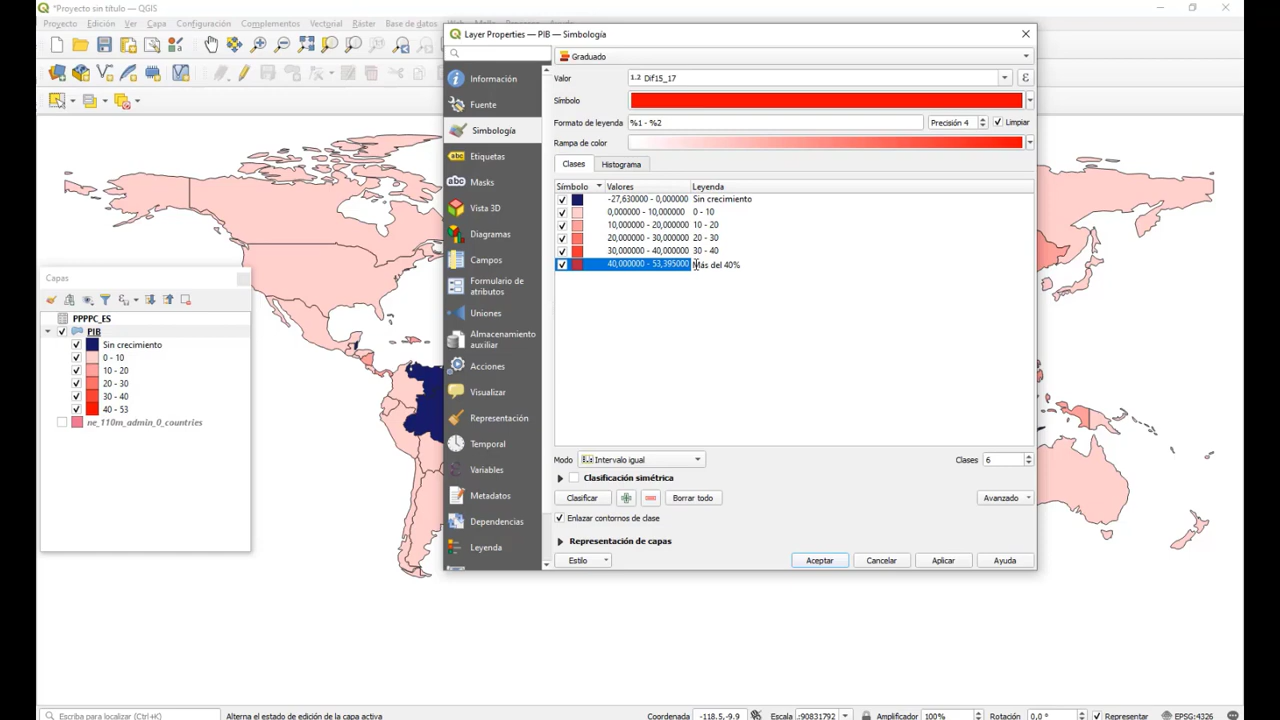 *Proyecto sin título — QGIS
Proyecto Edición Ver Capa Configuración Complementos Vectorial Ráster Base de datos
Layer Properties — PIB — Simbología
Información
Fuente
Simbología
Etiquetas
Masks
Vista 3D
Diagramas
Campos
Formulario de
atributos
Uniones
Almacenamiento
auxiliar
Acciones
Visualizar
Representación
Temporal
Variables
Metadatos
Dependencias
Leyenda
Graduado
Valor 1.2 Dif15_17 ε
Símbolo
Formato de leyenda %1 - %2 Precisión 4 Limpiar
Rampa de color
Clases Histograma
Símbolo Valores Leyenda
-27,630000 - 0,000000 Sin crecimiento
0,000000 - 10,000000 0 - 10
10,000000 - 20,000000 10 - 20
20,000000 - 30,000000 20 - 30
30,000000 - 40,000000 30 - 40
40,000000 - 53,395000 Más del 40%
Modo Intervalo igual Clases 6
Clasificación simétrica
Clasificar Borrar todo Avanzado
Enlazar contornos de clase
Representación de capas
Estilo Aceptar Cancelar Aplicar Ayuda
Capas
PPPPC_ES
PIB
Sin crecimiento
0 - 10
10 - 20
20 - 30
30 - 40
40 - 53
ne_110m_admin_0_countries
Escriba para localizar (Ctrl+K) Alterna el estado de edición de la capa activa Coordenada -118.5,-9.9 Escala :90831792 Amplificador 100% Rotación 0,0 ° Representar EPSG:4326